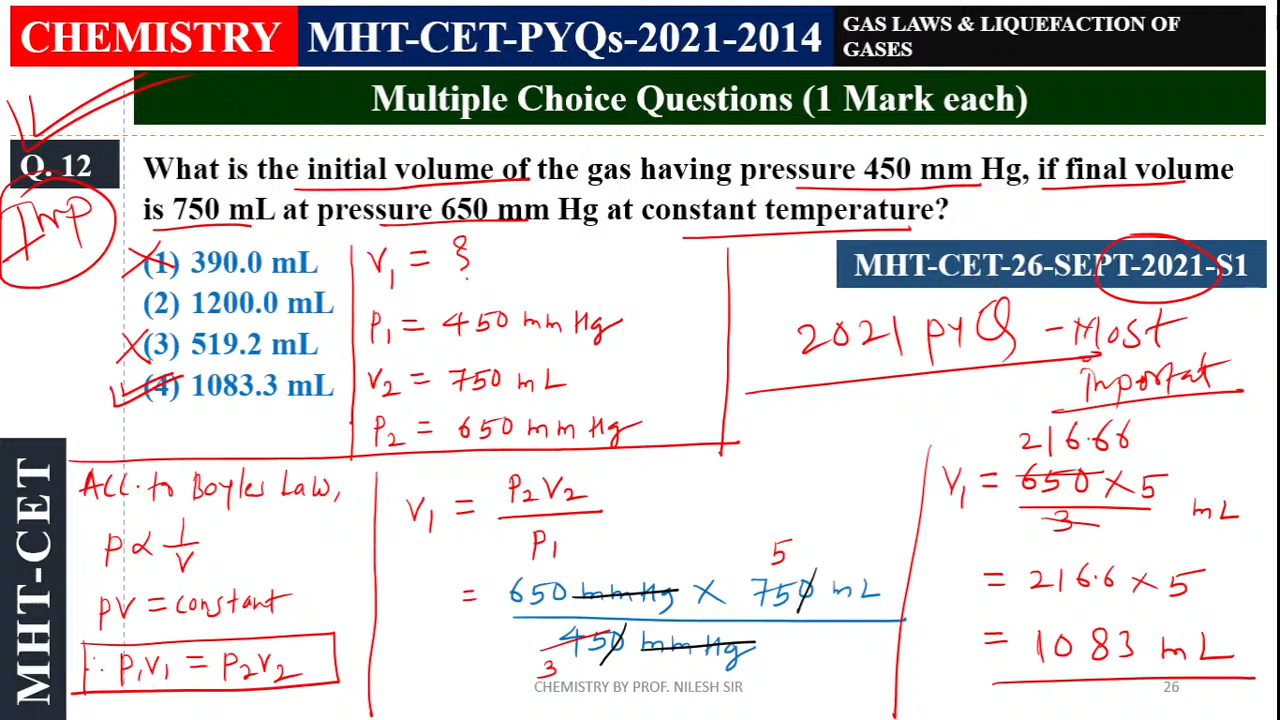 CHEMISTRY MHT-CET-PYQs-2021-2014 GAS LAWS & LIQUEFACTION OF
GASES
Multiple Choice Questions (1 Mark each)
Q. 12 What is the initial volume of the gas having pressure 450 mm Hg, if final volume
is 750 mL at pressure 650 mm Hg at constant temperature?
Imp
(1) 390.0 mL
(2) 1200.0 mL
(3) 519.2 mL
(4) 1083.3 mL
V₁ = ?
P₁ = 450 mm Hg
V₂ = 750 mL
P₂ = 650 mm Hg
MHT-CET-26-SEPT-2021-S1
2021 PYQ - Most
Importat
MHT-CET
Acc. to Boyles Law,
P ∝ 1/V
PV = constant
∴ P₁V₁ = P₂V₂
V₁ = P₂V₂
P₁
5
= 650 mm Hg × 750 mL
450 mm Hg
3
216.66
V₁ = 650 × 5
3 mL
= 216.6 × 5
= 1083 mL
CHEMISTRY BY PROF. NILESH SIR
26